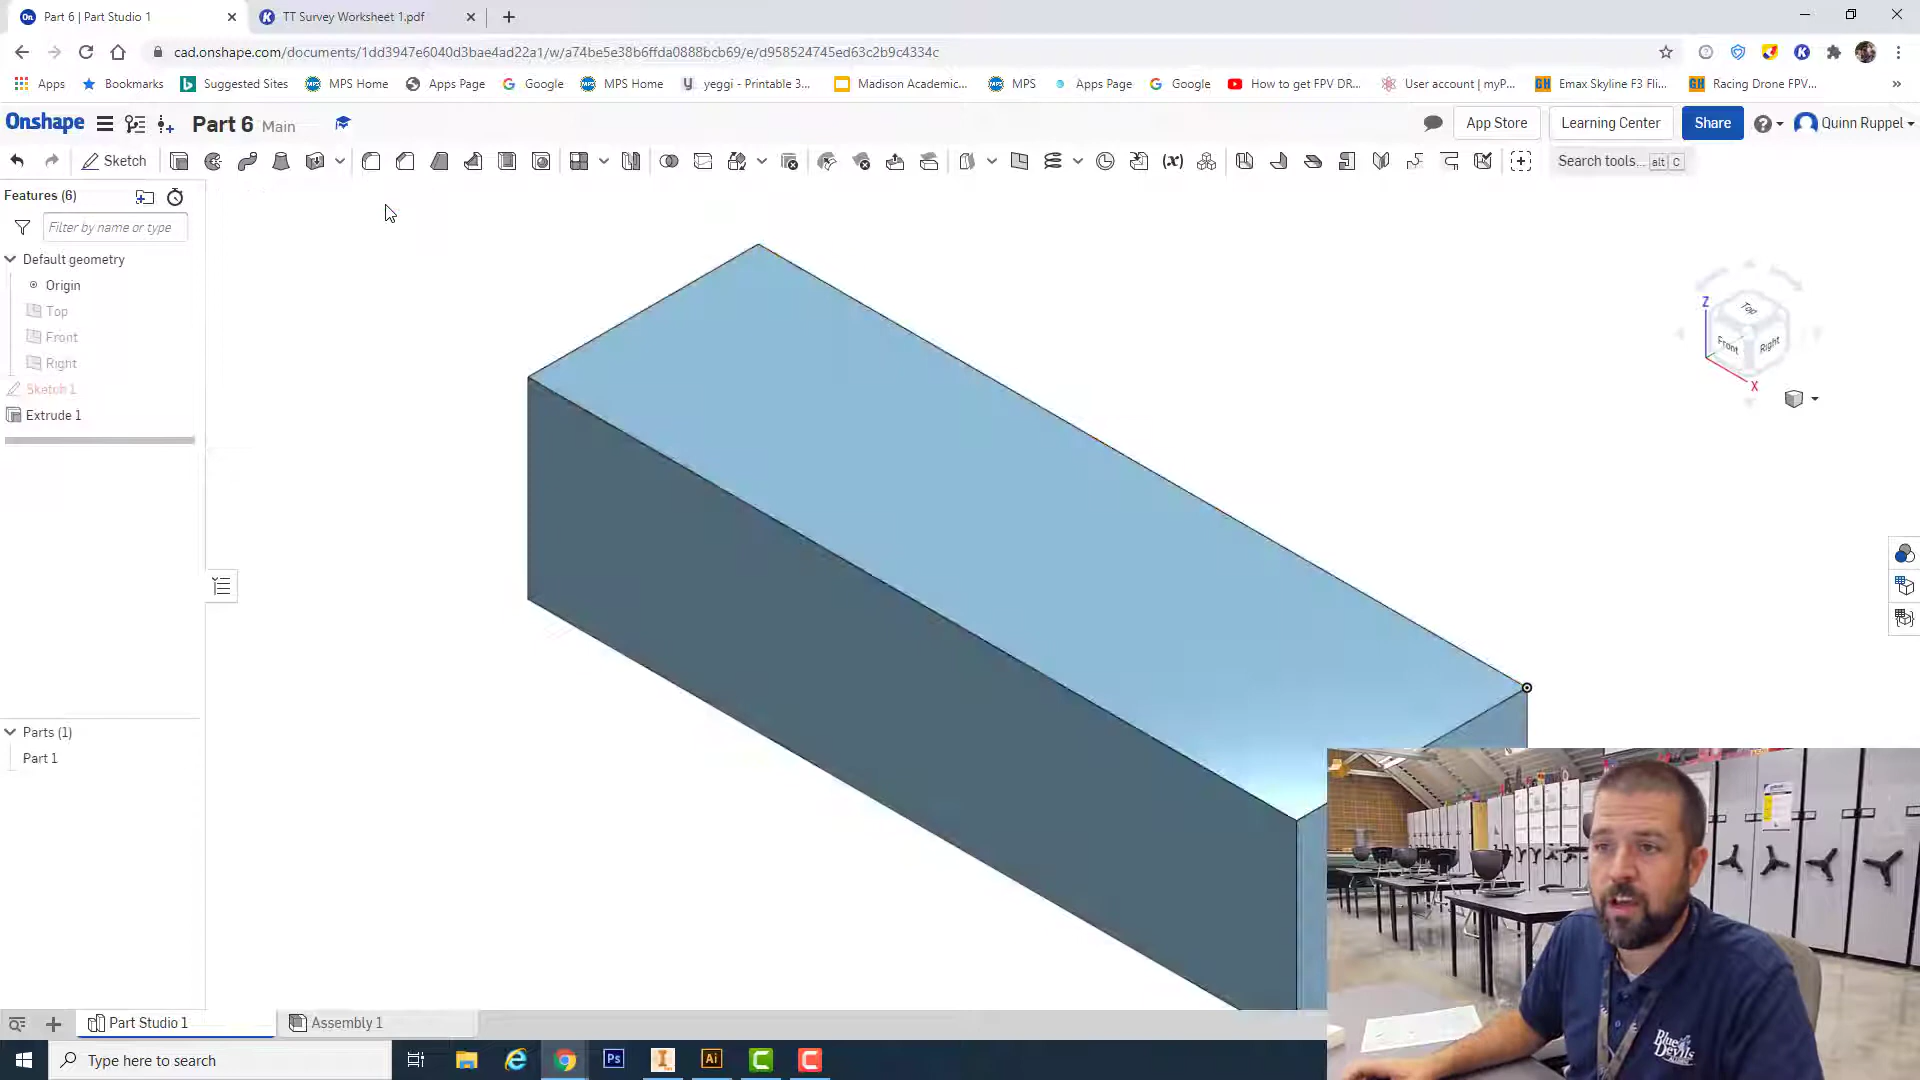 Part 6 | Part Studio 1
TT Survey Worksheet 1.pdf
cad.onshape.com/documents/1dd3947e6040d3bae4ad22a1/w/a74be5e38b6ffda0888bcb69/e/d958524745ed63c2b9c4334c
Apps
Bookmarks
Suggested Sites
MPS Home
Apps Page
Google
MPS Home
yeggi - Printable 3...
Madison Academic...
MPS
Apps Page
Google
How to get FPV DR...
User account | myP...
Emax Skyline F3 Fli...
Racing Drone FPV...
Onshape
Part 6 Main
App Store
Learning Center
Share
Quinn Ruppel
Sketch
Search tools... alt C
Features (6)
Filter by name or type
Default geometry
Origin
Top
Front
Right
Sketch 1
Extrude 1
Z
Top
Front
Right
X
Parts (1)
Part 1
Part Studio 1
Assembly 1
Type here to search
Ps
Ai
Blue
Devils